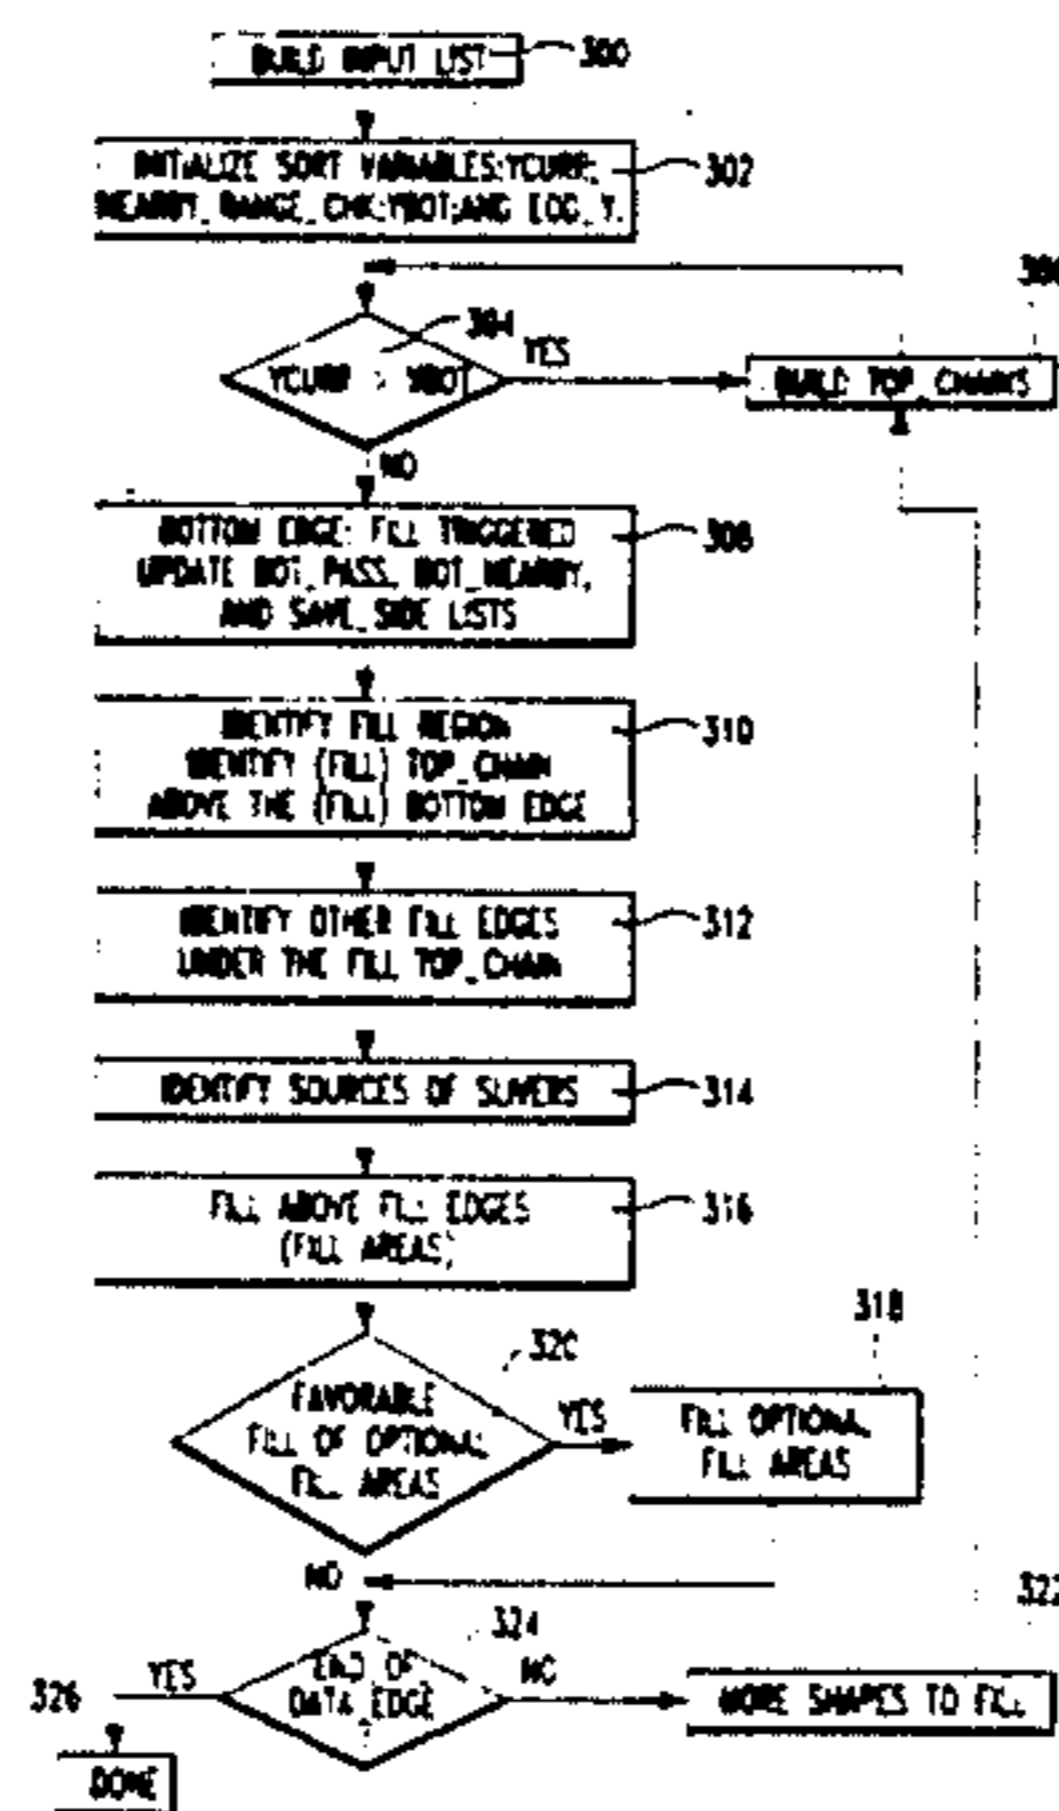 BUILD INPUT LIST 300
INITIALIZE SORT VARIABLES:YCURR;
NEARBY_RANGE_CHK;YBOT;AND EOD_Y.
302
304
YCURR > YBOT
YES
NO
BUILD TOP_CHAINS
BOTTOM EDGE: FILL TRIGGERED
UPDATE BOT_PASS, BOT_NEARBY,
AND SAVE_SIDE LISTS
308
IDENTIFY FILL REGION
IDENTIFY (FILL) TOP_CHAIN
ABOVE THE (FILL) BOTTOM EDGE
310
IDENTIFY OTHER FILL EDGES
UNDER THE FILL TOP_CHAIN
312
IDENTIFY SOURCES OF SLIVERS 314
FILL ABOVE FILL EDGES
(FILL AREAS)
316
320
FAVORABLE
FILL OF OPTIONAL
FILL AREAS
YES
NO
318
FILL OPTIONAL
FILL AREAS
324
END OF
DATA EDGE
YES
NO
322
MORE SHAPES TO FILL
326
DONE